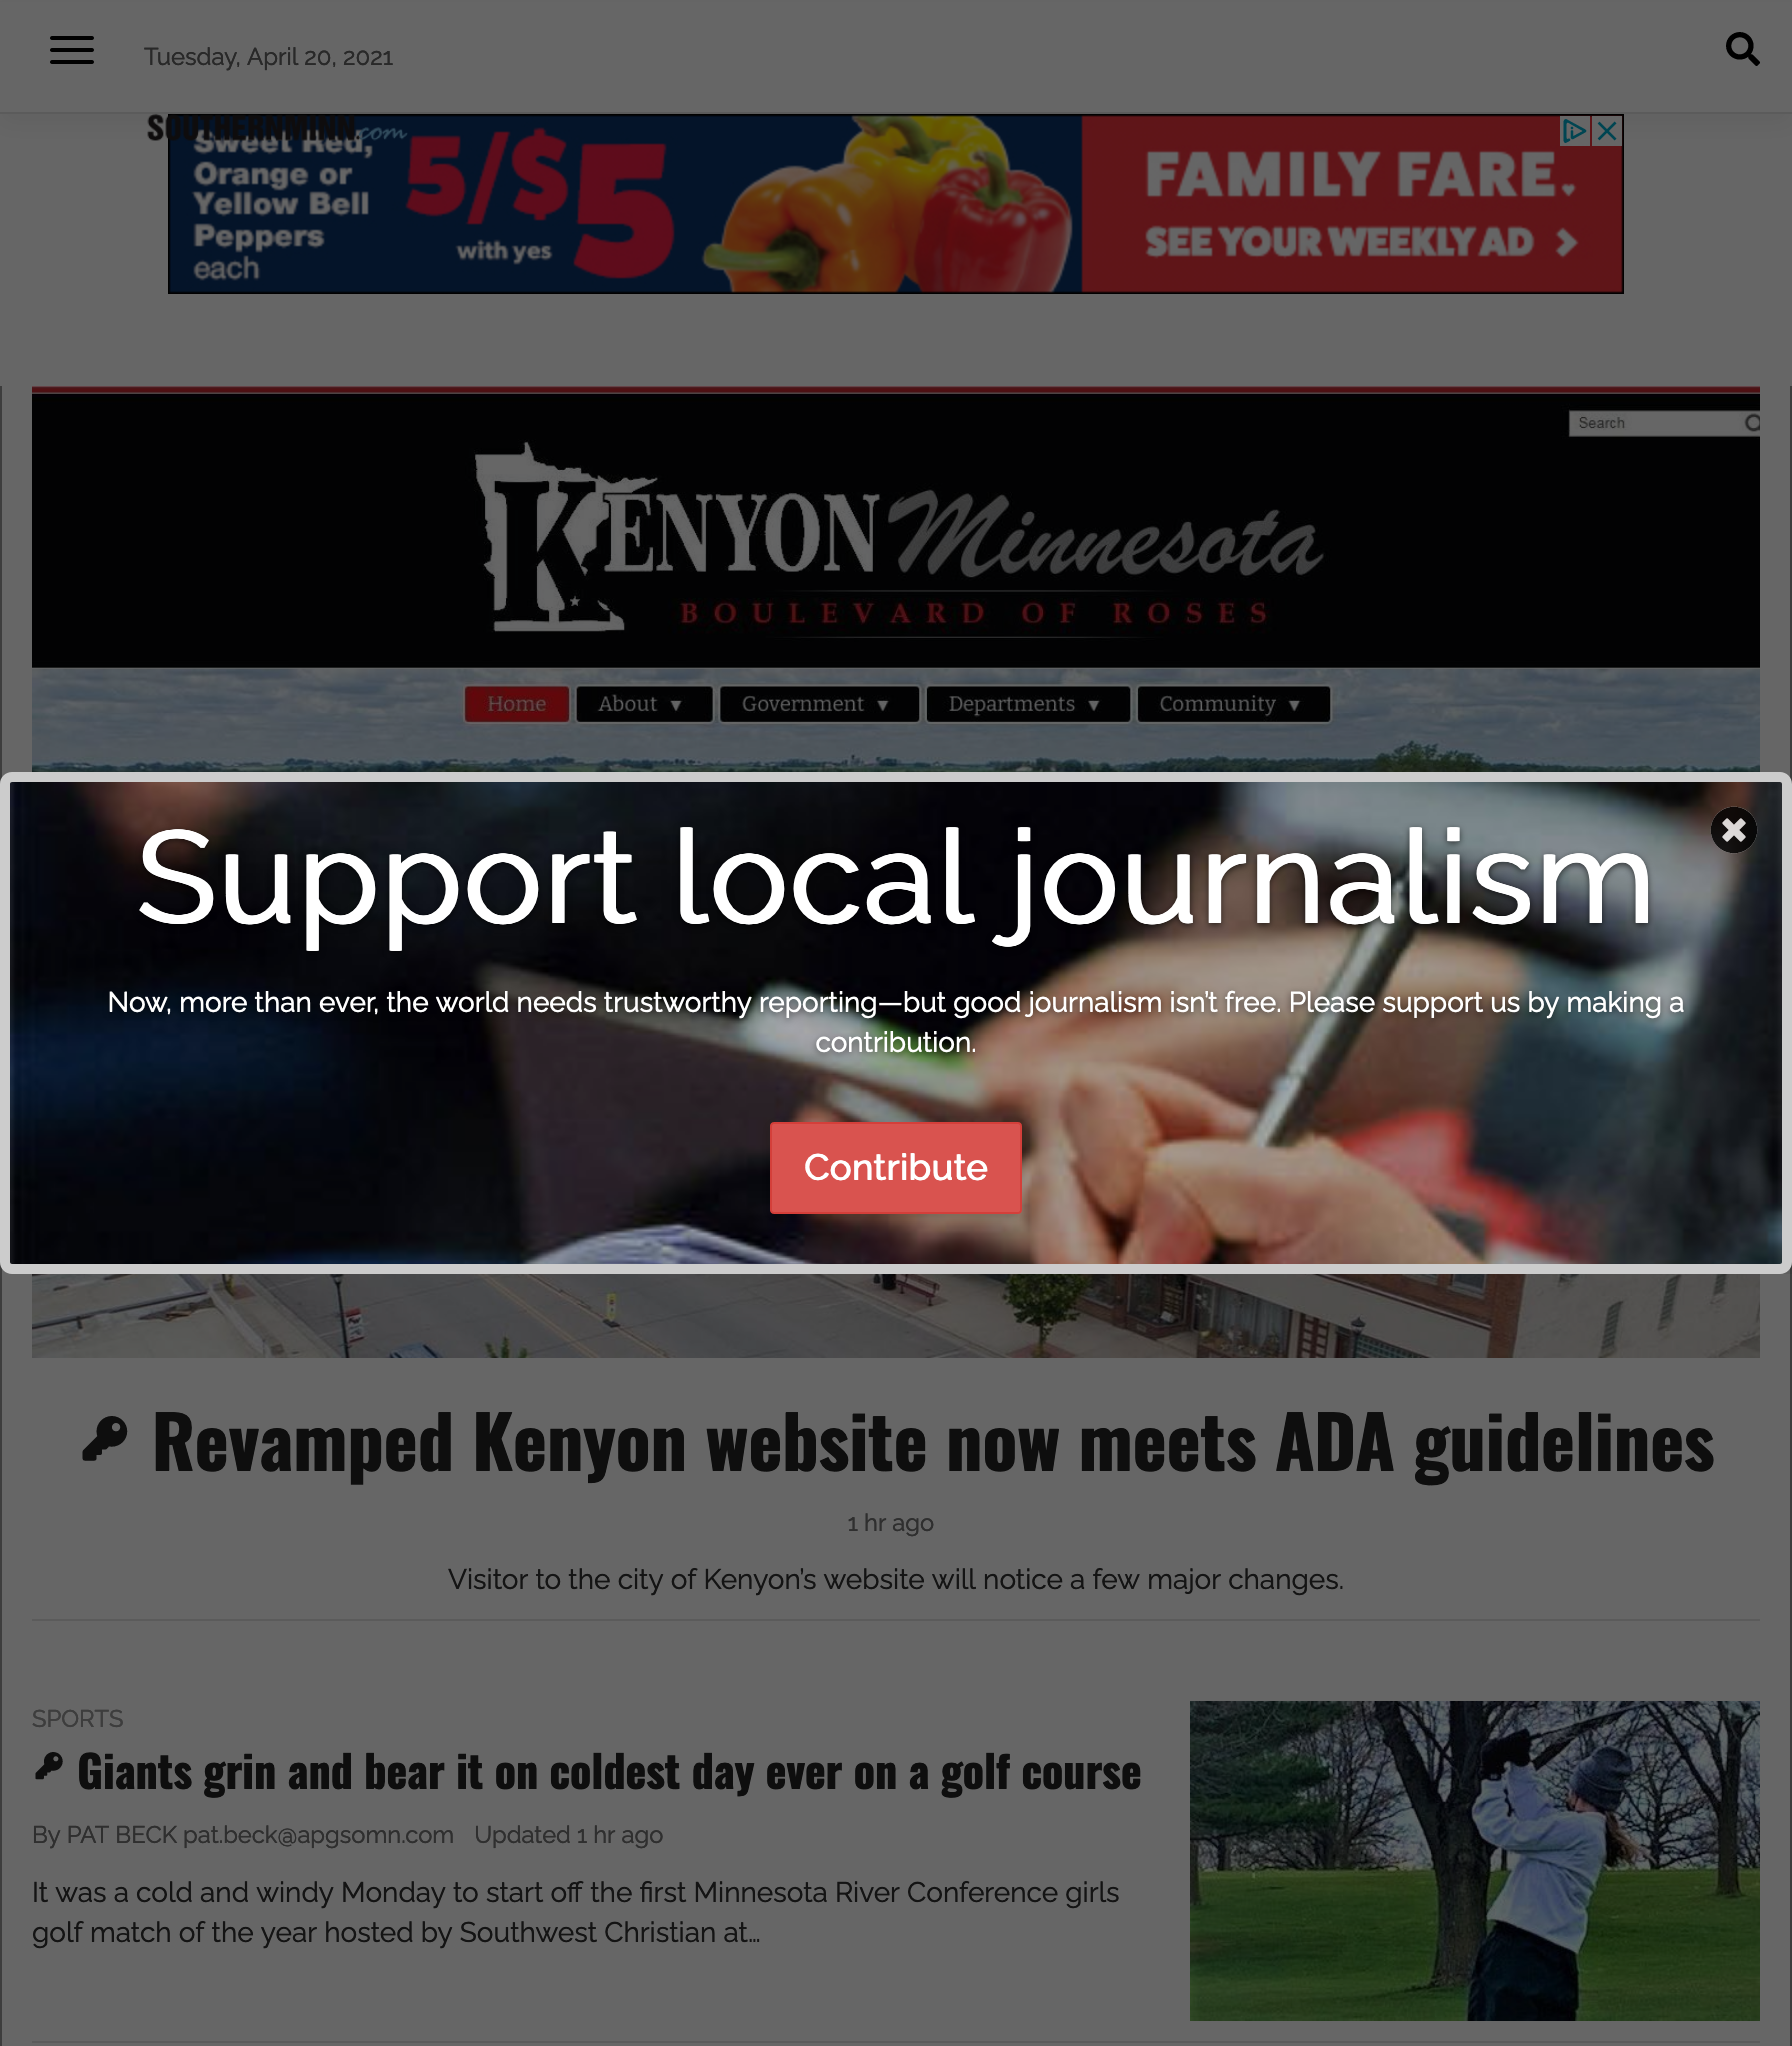 Tuesday, April 20, 2021
SOUTHERNMINN.com
Sweet Red,
Orange or
Yellow Bell
Peppers
each
5/$5
with yes
FAMILY FARE.
SEE YOUR WEEKLY AD
Search
KENYON Minnesota
BOULEVARD OF ROSES
Home About ▼ Government ▼ Departments ▼ Community ▼
Support local journalism
Now, more than ever, the world needs trustworthy reporting—but good journalism isn't free. Please support us by making a
contribution.
Contribute
Revamped Kenyon website now meets ADA guidelines
1 hr ago
Visitor to the city of Kenyon's website will notice a few major changes.
SPORTS
Giants grin and bear it on coldest day ever on a golf course
By PAT BECK pat.beck@apgsomn.com Updated 1 hr ago
It was a cold and windy Monday to start off the first Minnesota River Conference girls
golf match of the year hosted by Southwest Christian at…